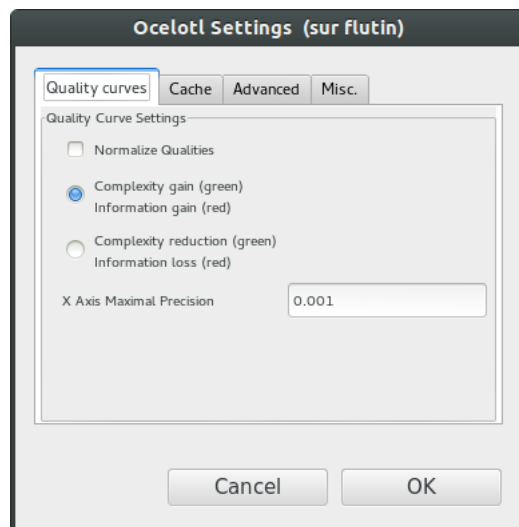 Ocelotl Settings (sur flutin)
Quality curves Cache Advanced Misc.
Quality Curve Settings
Normalize Qualities
Complexity gain (green)
Information gain (red)
Complexity reduction (green)
Information loss (red)
X Axis Maximal Precision 0.001
Cancel OK